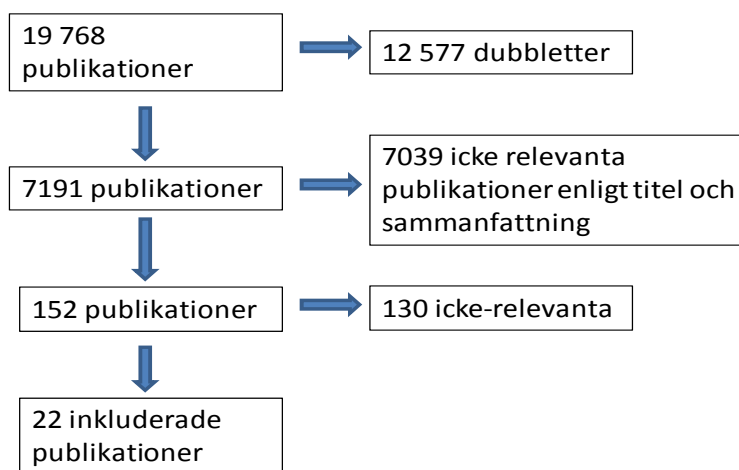 19 768
publikationer
12 577 dubbletter
7191 publikationer
7039 icke relevanta
publikationer enligt titel och
sammanfattning
152 publikationer
130 icke-relevanta
22 inkluderade
publikationer